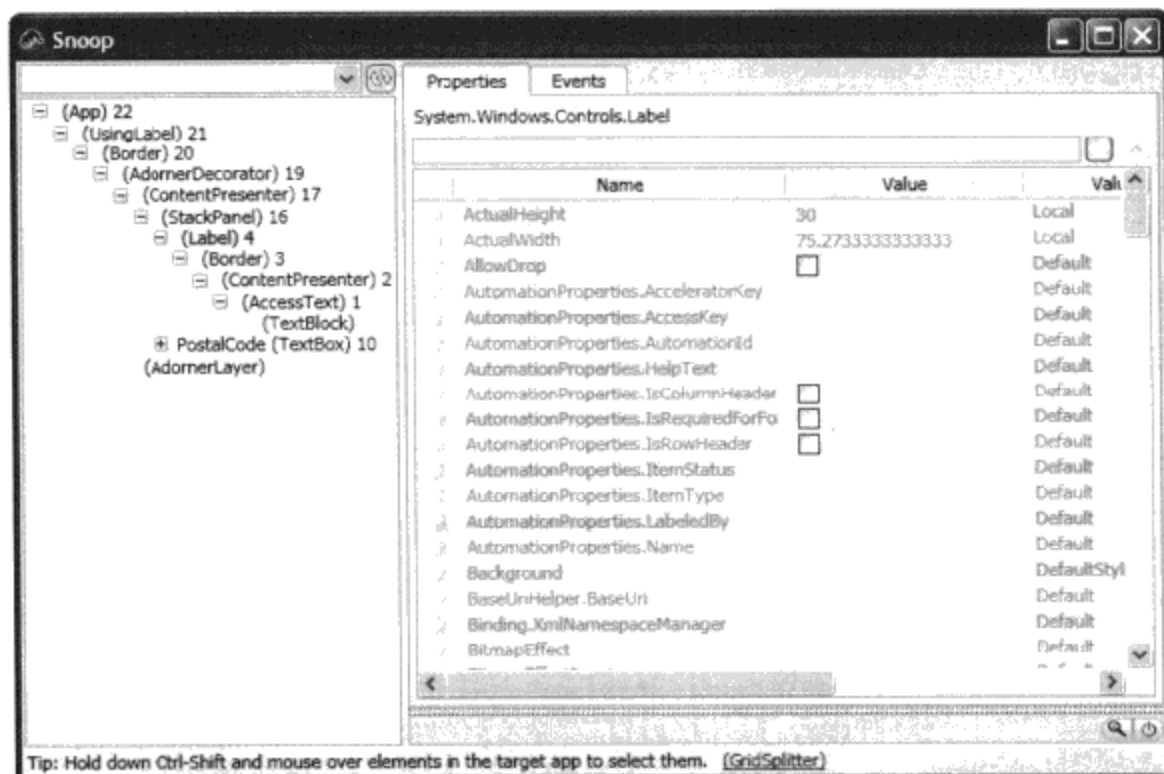 Snoop
Properties Events
(App) 22
(UsingLabel) 21
(Border) 20
(AdornerDecorator) 19
(ContentPresenter) 17
(StackPanel) 16
(Label) 4
(Border) 3
(ContentPresenter) 2
(AccessText) 1
(TextBlock)
PostalCode (TextBox) 10
(AdornerLayer)
System.Windows.Controls.Label
Name Value Valu
ActualHeight 30 Local
ActualWidth 75.2733333333333 Local
AllowDrop Default
AutomationProperties.AcceleratorKey Default
AutomationProperties.AccessKey Default
AutomationProperties.AutomationId Default
AutomationProperties.HelpText Default
AutomationProperties.IsColumnHeader Default
AutomationProperties.IsRequiredForFo Default
AutomationProperties.IsRowHeader Default
AutomationProperties.ItemStatus Default
AutomationProperties.ItemType Default
AutomationProperties.LabeledBy Default
AutomationProperties.Name Default
Background DefaultStyl
BaseUriHelper.BaseUri Default
Binding.XmlNamespaceManager Default
BitmapEffect Default
Tip: Hold down Ctrl-Shift and mouse over elements in the target app to select them. (GridSplitter)